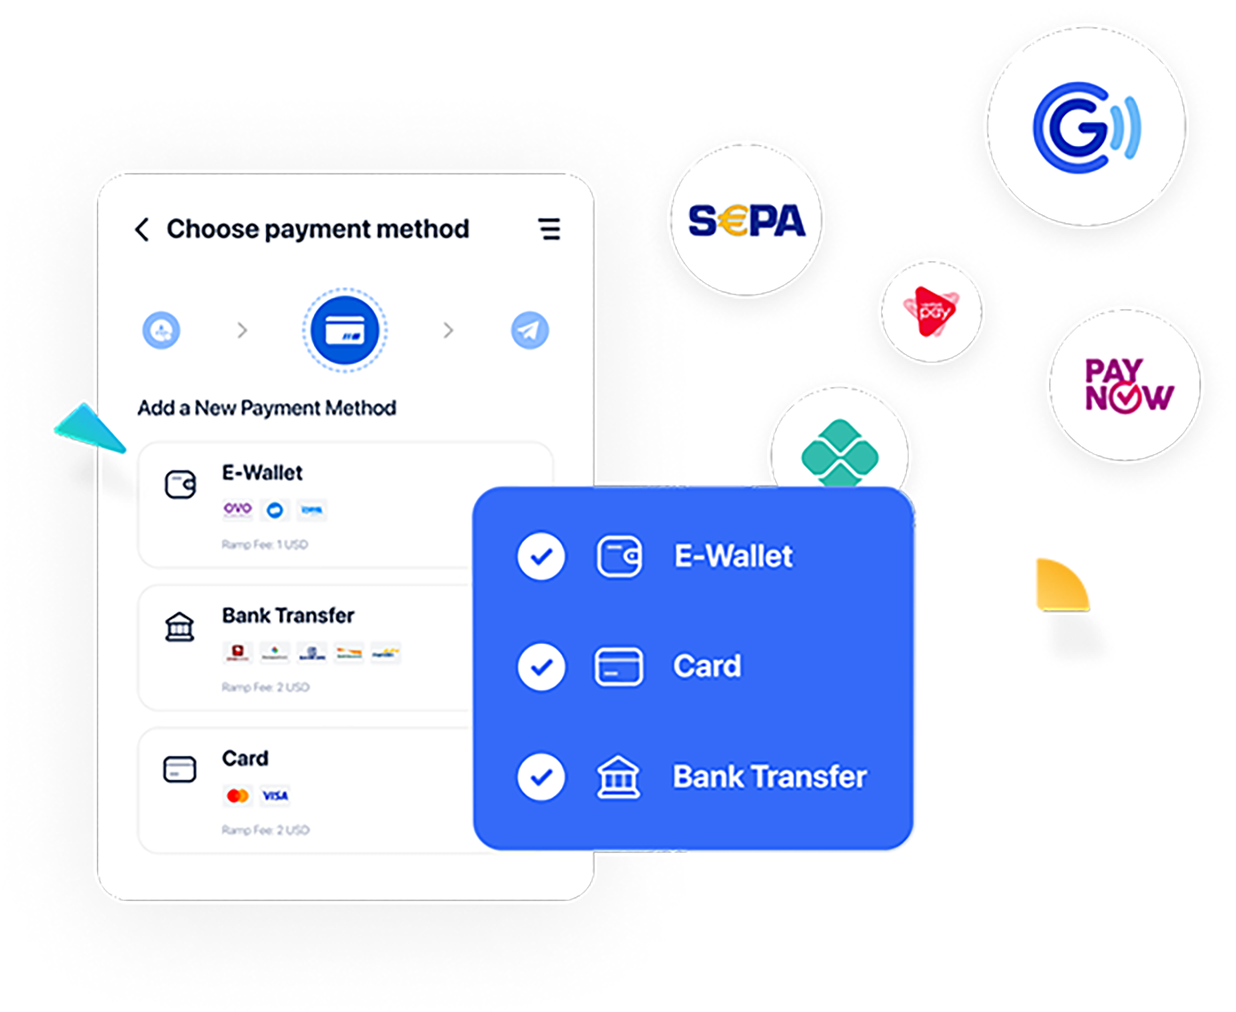 Choose payment method
Add a New Payment Method
E-Wallet
OVO
Ramp Fee: 1 USD
Bank Transfer
Ramp Fee: 2 USD
Card
VISA
Ramp Fee: 2 USD
E-Wallet
Card
Bank Transfer
S€PA
G
pay
PAY
NOW